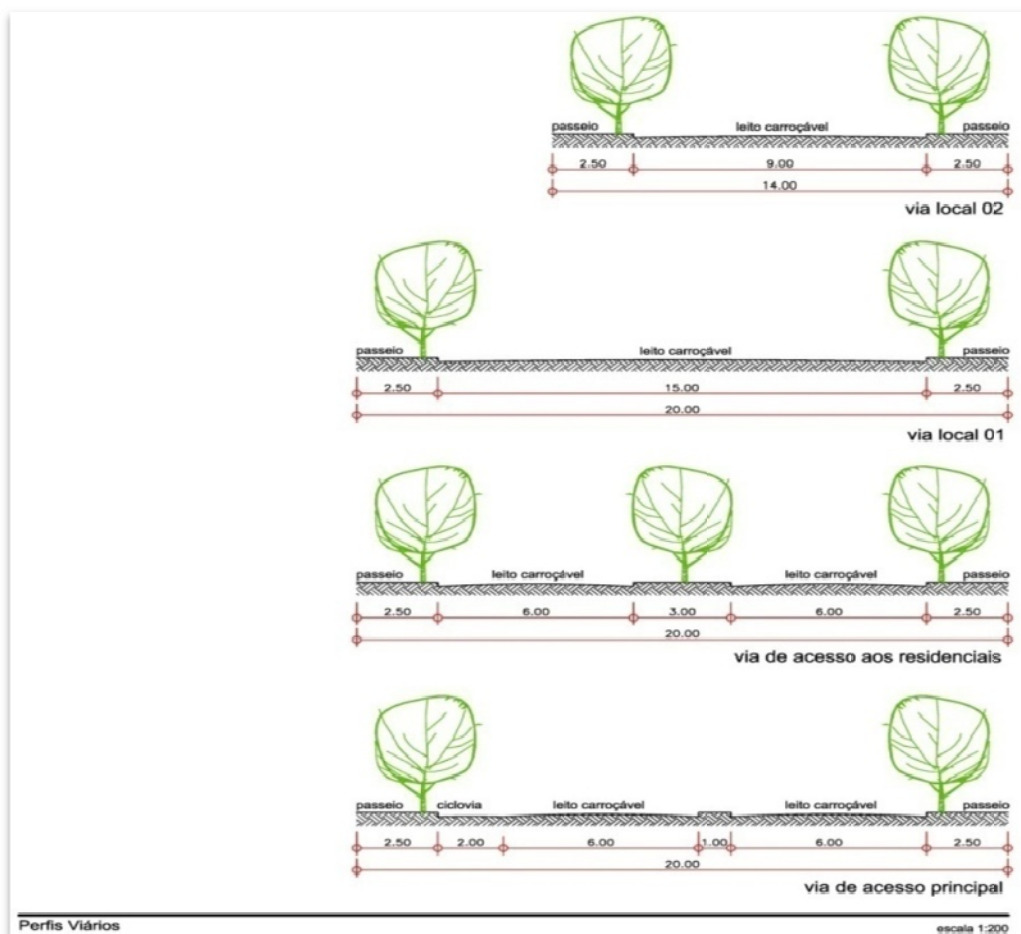 passeio leito carroçável passeio
2.50 9.00 2.50
14.00
via local 02
passeio leito carroçável passeio
2.50 15.00 2.50
20.00
via local 01
passeio leito carroçável leito carroçável passeio
2.50 6.00 3.00 6.00 2.50
20.00
via de acesso aos residenciais
passeio ciclovia leito carroçável leito carroçável passeio
2.50 2.00 6.00 1.00 6.00 2.50
20.00
via de acesso principal
Perfis Viários escala 1:200